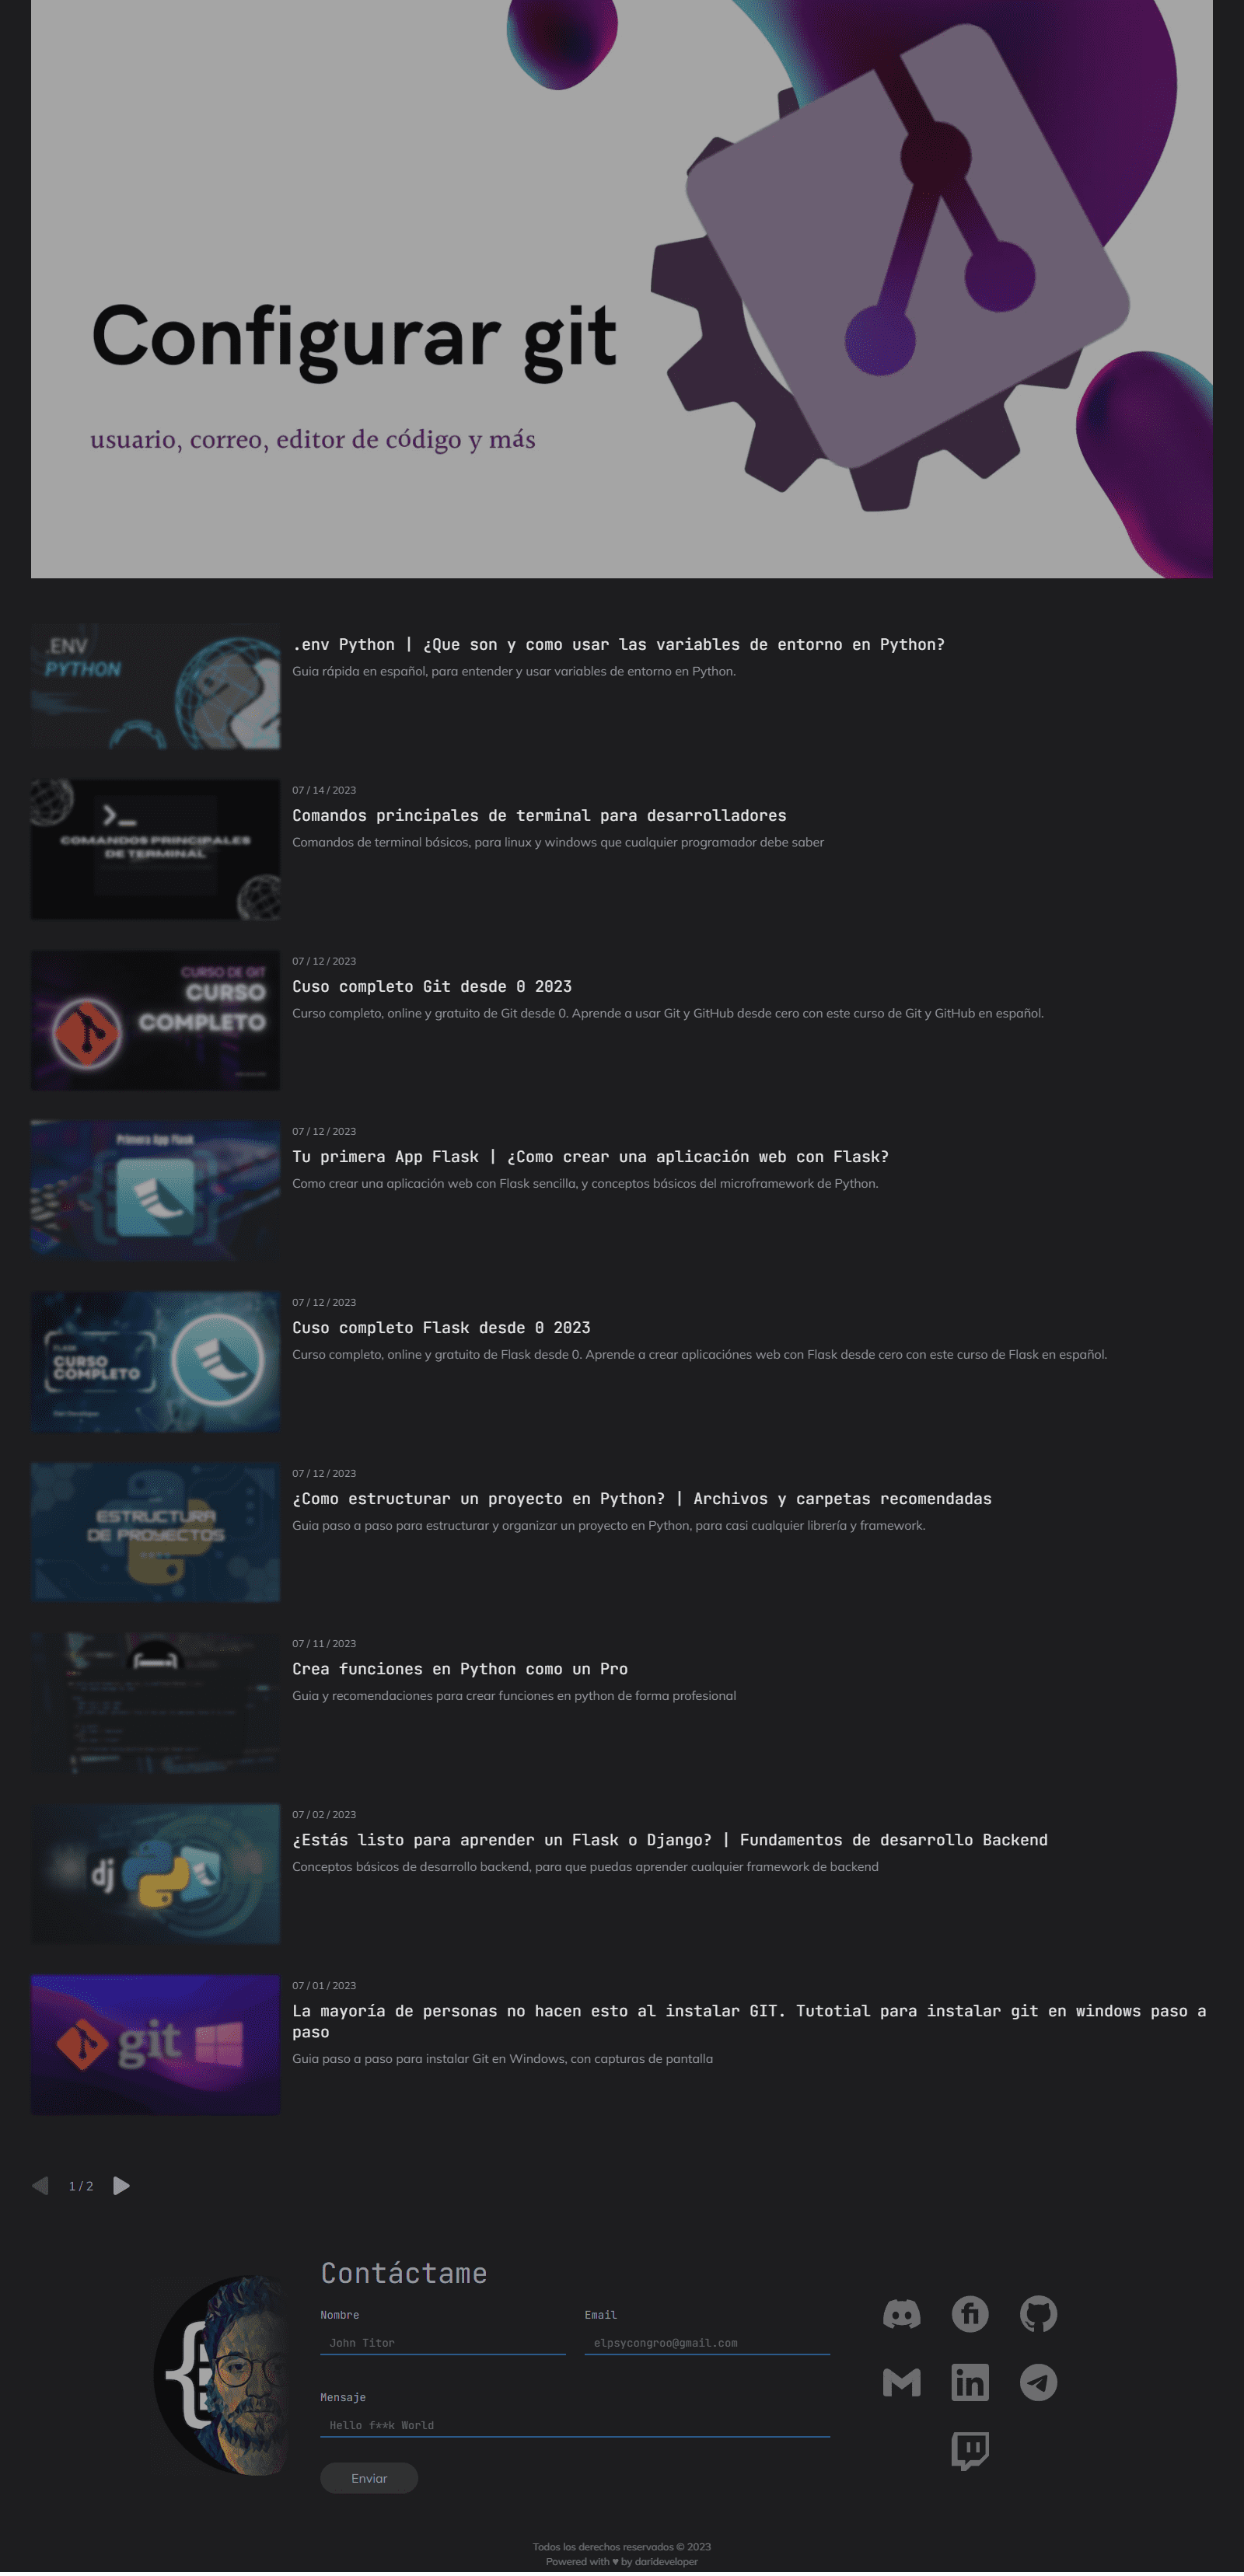 Configurar git
usuario, correo, editor de código y más
.ENV
PYTHON
.env Python | ¿Que son y como usar las variables de entorno en Python?
Guia rápida en español, para entender y usar variables de entorno en Python.
COMANDOS PRINCIPALES
DE TERMINAL
07 / 14 / 2023
Comandos principales de terminal para desarrolladores
Comandos de terminal básicos, para linux y windows que cualquier programador debe saber
CURSO DE GIT
CURSO
COMPLETO
07 / 12 / 2023
Cuso completo Git desde 0 2023
Curso completo, online y gratuito de Git desde 0. Aprende a usar Git y GitHub desde cero con este curso de Git y GitHub en español.
Primera App Flask
07 / 12 / 2023
Tu primera App Flask | ¿Como crear una aplicación web con Flask?
Como crear una aplicación web con Flask sencilla, y conceptos básicos del microframework de Python.
FLASK
CURSO
COMPLETO
07 / 12 / 2023
Cuso completo Flask desde 0 2023
Curso completo, online y gratuito de Flask desde 0. Aprende a crear aplicaciónes web con Flask desde cero con este curso de Flask en español.
ESTRUCTURA
DE PROYECTOS
07 / 12 / 2023
¿Como estructurar un proyecto en Python? | Archivos y carpetas recomendadas
Guia paso a paso para estructurar y organizar un proyecto en Python, para casi cualquier librería y framework.
07 / 11 / 2023
Crea funciones en Python como un Pro
Guia y recomendaciones para crear funciones en python de forma profesional
dj
07 / 02 / 2023
¿Estás listo para aprender un Flask o Django? | Fundamentos de desarrollo Backend
Conceptos básicos de desarrollo backend, para que puedas aprender cualquier framework de backend
git
07 / 01 / 2023
La mayoría de personas no hacen esto al instalar GIT. Tutotial para instalar git en windows paso a
paso
Guia paso a paso para instalar Git en Windows, con capturas de pantalla
1 / 2
Contáctame
Nombre
Email
John Titor
elpsycongroo@gmail.com
Mensaje
Hello f**k World
Enviar
fi
in
Todos los derechos reservados © 2023
Powered with ♥ by darideveloper